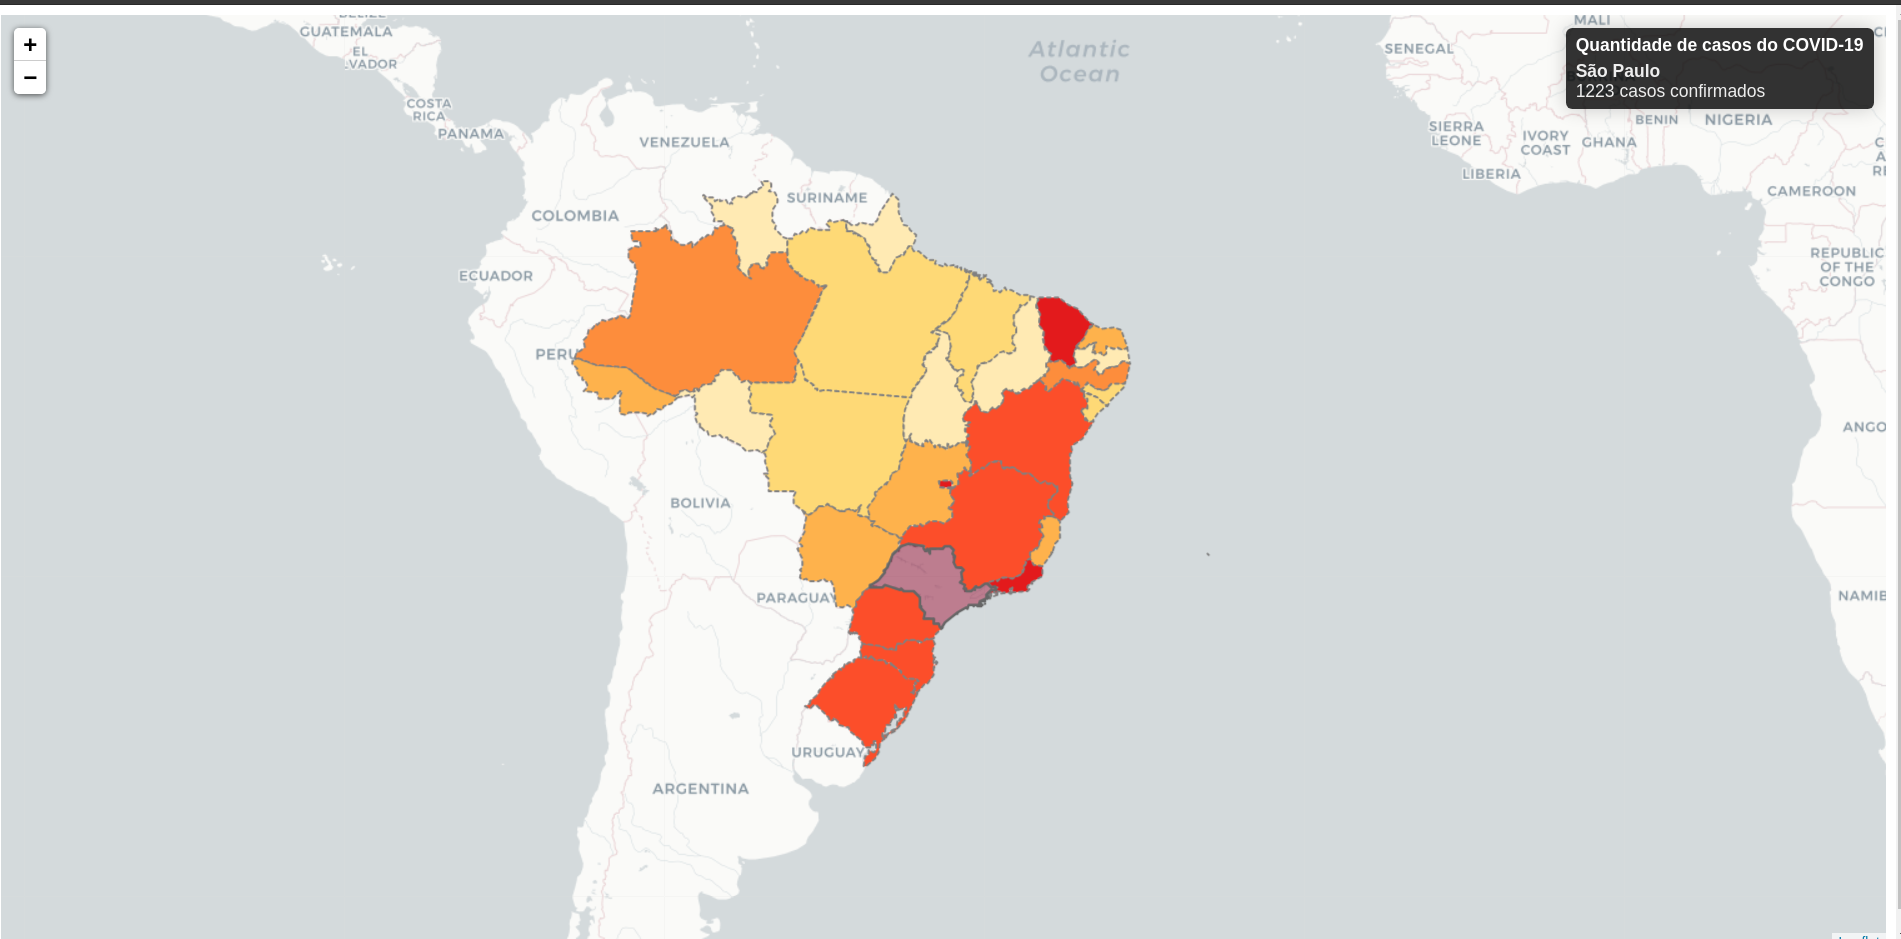 +
−
Quantidade de casos do COVID-19
São Paulo
1223 casos confirmados
Atlantic
Ocean
GUATEMALA
EL
COSTA
RICA
PANAMA
VENEZUELA
SURINAME
COLOMBIA
ECUADOR
PERU
BOLIVIA
PARAGUAY
URUGUAY
ARGENTINA
MALI
SENEGAL
SIERRA
LEONE
IVORY
COAST
GHANA
BENIN
NIGERIA
LIBERIA
CAMEROON
REPUBLIC
OF THE
CONGO
ANGO
NAMIB